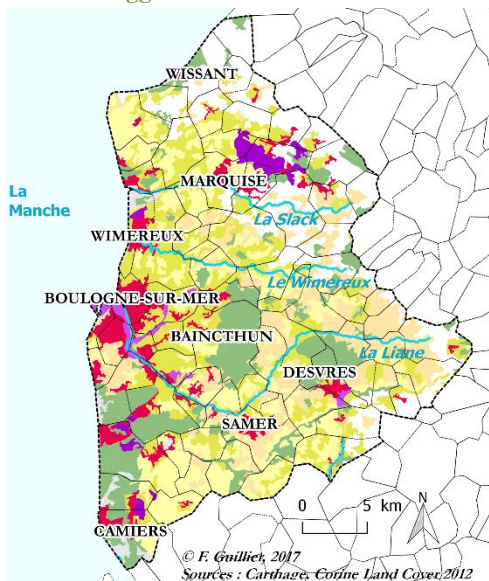 WISSANT
MARQUISE
La
Manche
La Slack
WIMEREUX
Le Wimereux
BOULOGNE-SUR-MER
BAINCTHUN
La Liane
DESVRES
SAMER
0 5 km
N
CAMIERS
© F. Guillier, 2017
Sources : Carthage, Corine Land Cover 2012